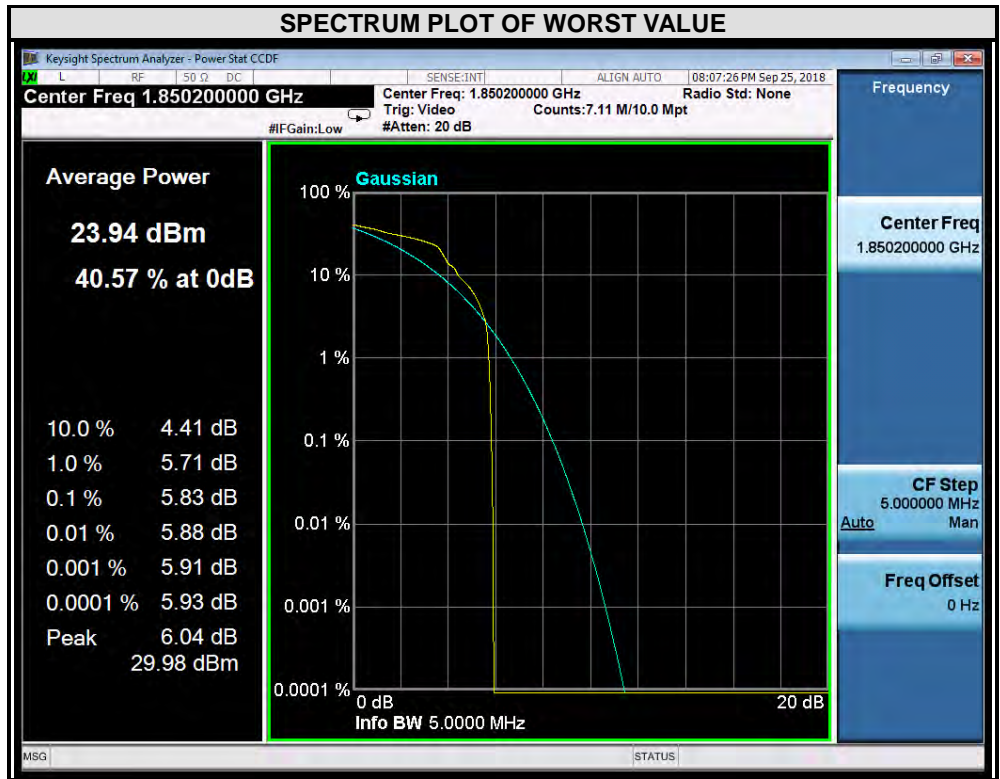 SPECTRUM PLOT OF WORST VALUE
Keysight Spectrum Analyzer - Power Stat CCDF
LXI L RF 50 Ω DC SENSE:INT ALIGN AUTO 08:07:26 PM Sep 25, 2018
Center Freq 1.850200000 GHz
Center Freq: 1.850200000 GHz Radio Std: None
Trig: Video Counts:7.11 M/10.0 Mpt
#IFGain:Low #Atten: 20 dB
Average Power
23.94 dBm
40.57 % at 0dB
10.0 % 4.41 dB
1.0 % 5.71 dB
0.1 % 5.83 dB
0.01 % 5.88 dB
0.001 % 5.91 dB
0.0001 % 5.93 dB
Peak 6.04 dB
29.98 dBm
Gaussian
100 %
10 %
1 %
0.1 %
0.01 %
0.001 %
0.0001 %
0 dB 20 dB
Info BW 5.0000 MHz
Frequency
Center Freq
1.850200000 GHz
CF Step
5.000000 MHz
Auto Man
Freq Offset
0 Hz
MSG STATUS